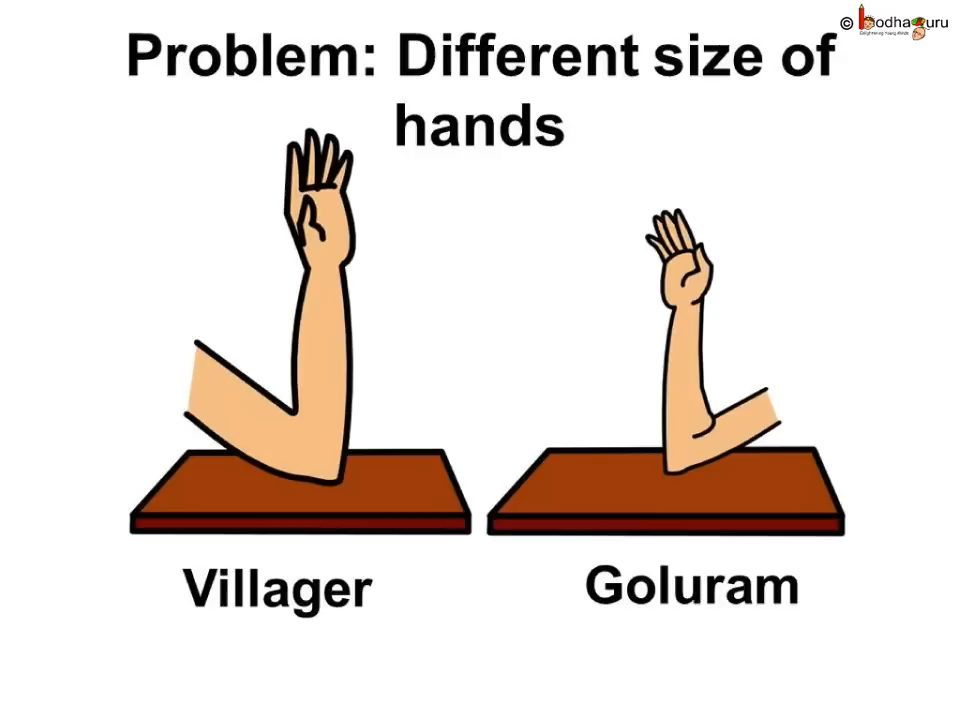 © bodhaguru
Problem: Different size of
hands
Villager
Goluram